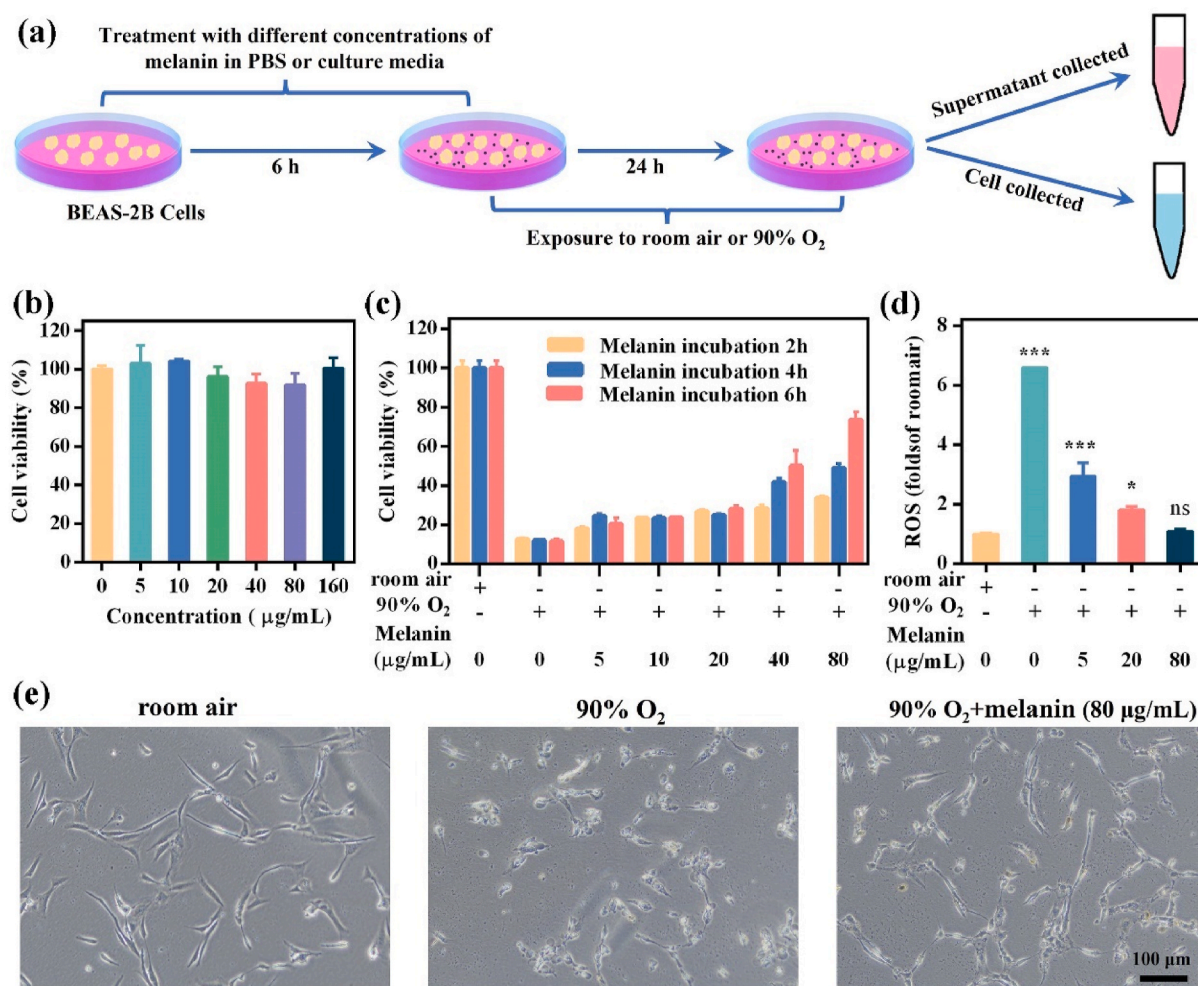 (a)
Treatment with different concentrations of
melanin in PBS or culture media
6 h
24 h
BEAS-2B Cells
Exposure to room air or 90% O₂
Supermatant collected
Cell collected
(b)
Cell viability (%)
120
100
80
60
40
20
0
0 5 10 20 40 80 160
Concentration ( μg/mL)
(c)
Cell viability (%)
120
100
80
60
40
20
0
Melanin incubation 2h
Melanin incubation 4h
Melanin incubation 6h
room air + - - - - - -
90% O₂ - + + + + + +
Melanin
(μg/mL) 0 0 5 10 20 40 80
(d)
ROS (foldsof roomair)
8
6
4
2
0
***
***
*
ns
room air + - - - -
90% O₂ - + + + +
Melanin
(μg/mL) 0 0 5 20 80
(e)
room air
90% O₂
90% O₂+melanin (80 μg/mL)
100 μm